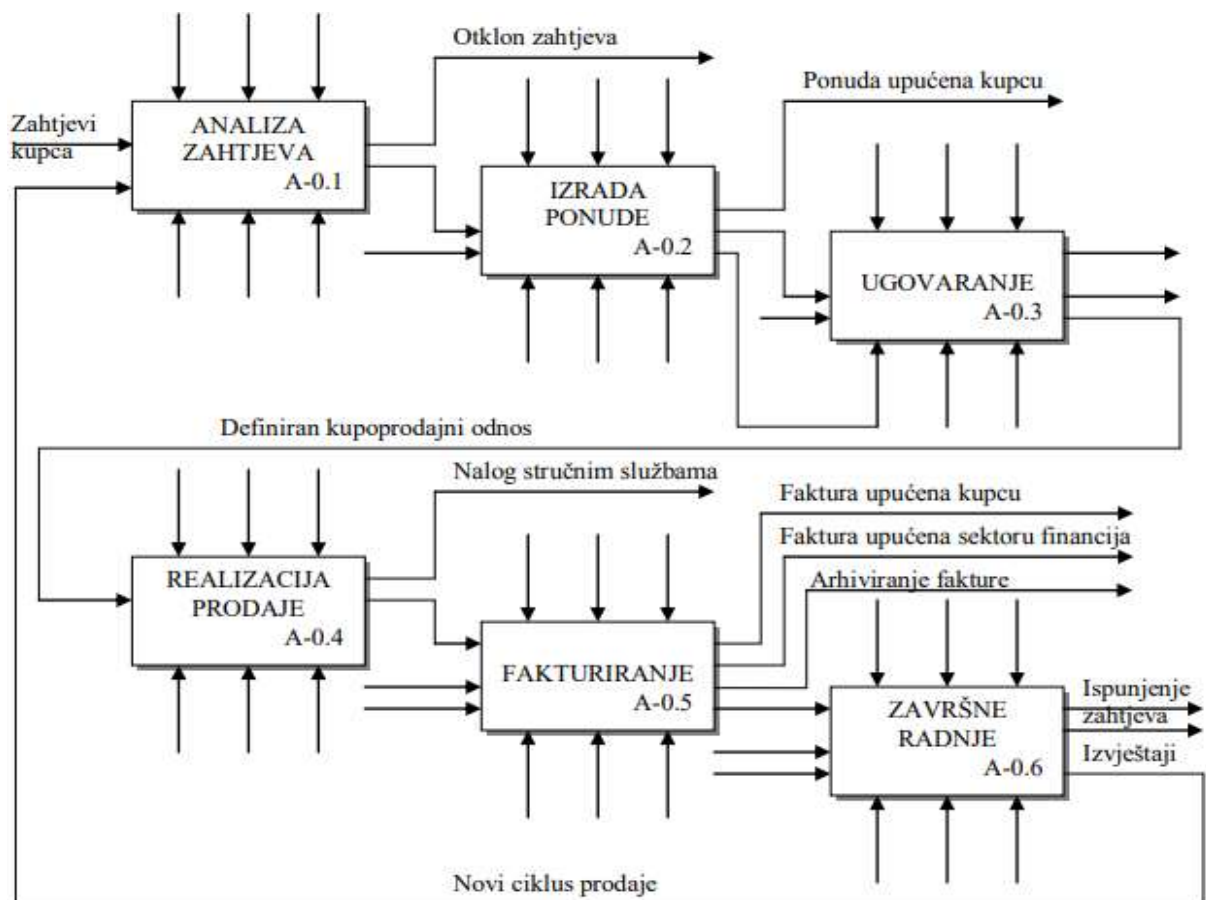 Otklon zahtjeva
Ponuda upućena kupcu
Zahtjevi
kupca
ANALIZA
ZAHTJEVA
A-0.1
IZRADA
PONUDE
A-0.2
UGOVARANJE
A-0.3
Definiran kupoprodajni odnos
Nalog stručnim službama
Faktura upućena kupcu
Faktura upućena sektoru financija
Arhiviranje fakture
REALIZACIJA
PRODAJE
A-0.4
FAKTURIRANJE
A-0.5
ZAVRŠNE
RADNJE
A-0.6
Ispunjenje
zahtjeva
Izvještaji
Novi ciklus prodaje